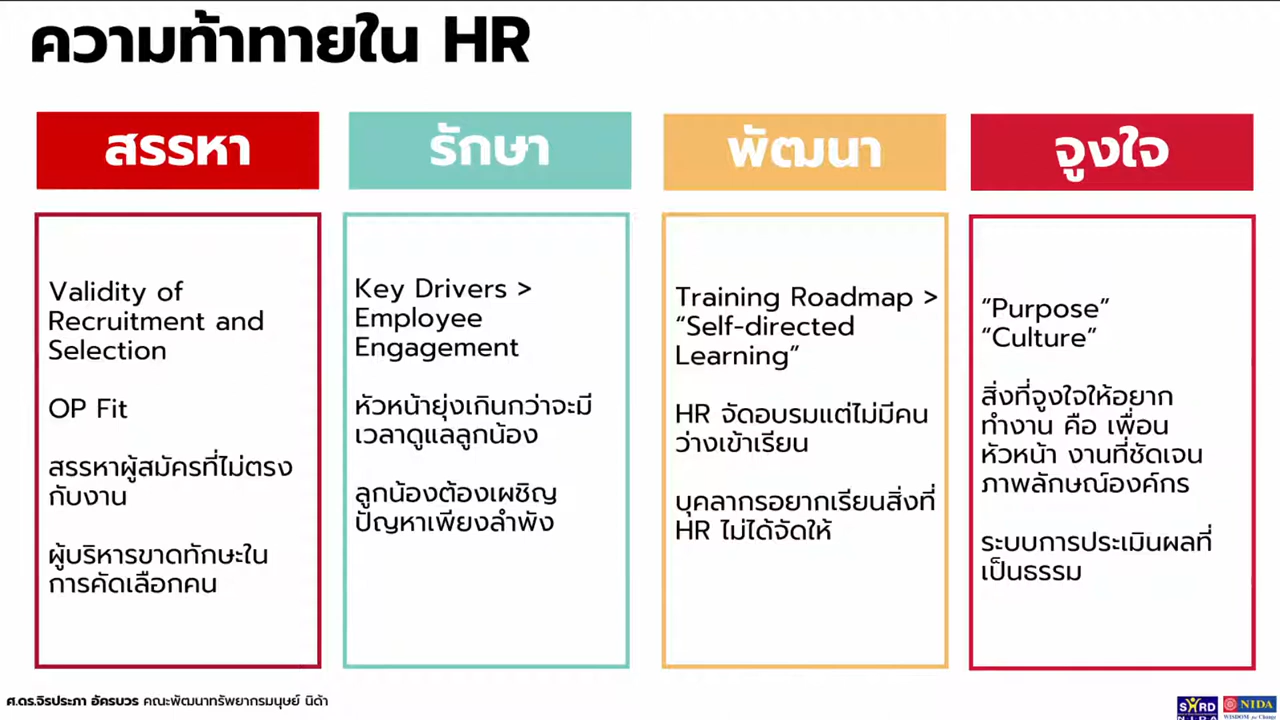 ความท้าทายใน HR
สรรหา
Validity of
Recruitment and
Selection
OP Fit
สรรหาผู้สมัครที่ไม่ตรง
กับงาน
ผู้บริหารขาดทักษะใน
การคัดเลือกคน
รักษา
Key Drivers >
Employee
Engagement
หัวหน้ายุ่งเกินกว่าจะมี
เวลาดูแลลูกน้อง
ลูกน้องต้องเผชิญ
ปัญหาเพียงลำพัง
พัฒนา
Training Roadmap >
“Self-directed
Learning”
HR จัดอบรมแต่ไม่มีคน
ว่างเข้าเรียน
บุคลากรอยากเรียนสิ่งที่
HR ไม่ได้จัดให้
จูงใจ
“Purpose”
“Culture”
สิ่งที่จูงใจให้อยาก
ทำงาน คือ เพื่อน
หัวหน้า งานที่ชัดเจน
ภาพลักษณ์องค์กร
ระบบการประเมินผลที่
เป็นธรรม
ศ.ดร.จิรประภา อัครบวร คณะพัฒนาทรัพยากรมนุษย์ นิด้า
SHRD
NIDA
NIDA
WISDOM for Change